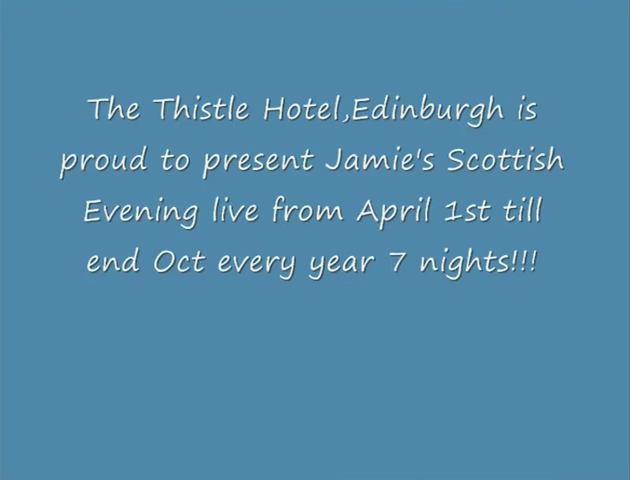 The Thistle Hotel,Edinburgh is
proud to present Jamie's Scottish
Evening live from April 1st till
end Oct every year 7 nights!!!